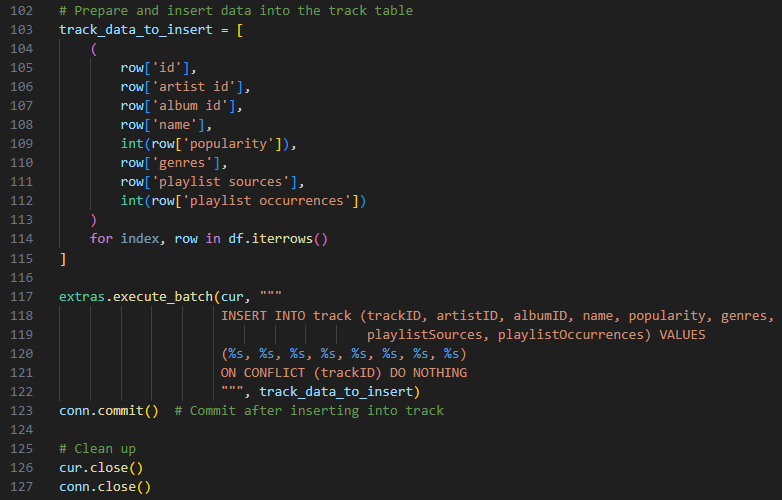 102 # Prepare and insert data into the track table
103 track_data_to_insert = [
104 (
105 row['id'],
106 row['artist id'],
107 row['album id'],
108 row['name'],
109 int(row['popularity']),
110 row['genres'],
111 row['playlist sources'],
112 int(row['playlist occurrences'])
113 )
114 for index, row in df.iterrows()
115 ]
116
117 extras.execute_batch(cur, """
118 INSERT INTO track (trackID, artistID, albumID, name, popularity, genres,
119 playlistSources, playlistOccurrences) VALUES
120 (%s, %s, %s, %s, %s, %s, %s, %s)
121 ON CONFLICT (trackID) DO NOTHING
122 """, track_data_to_insert)
123 conn.commit() # Commit after inserting into track
124
125 # Clean up
126 cur.close()
127 conn.close()